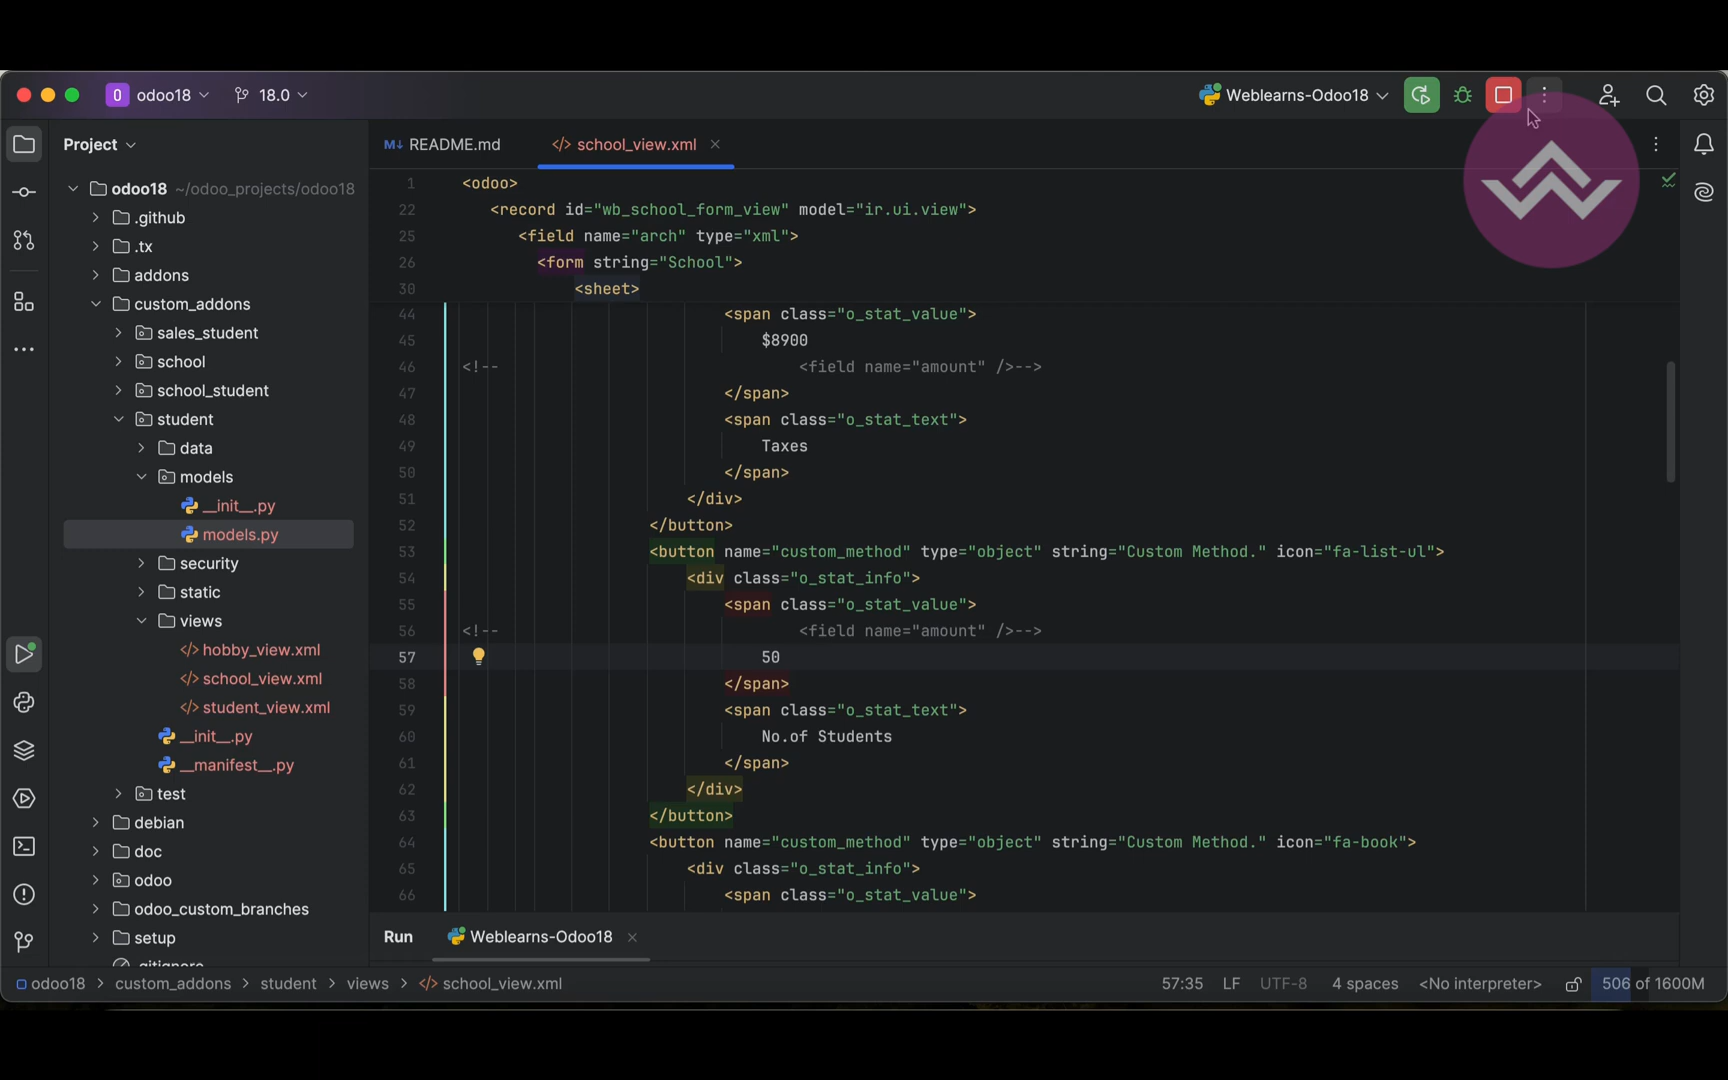 odoo18
18.0
Weblearns-Odoo18
Project
README.md
school_view.xml
odoo18 ~/odoo_projects/odoo18
.github
.tx
addons
custom_addons
sales_student
school
school_student
student
data
models
__init__.py
models.py
security
static
views
hobby_view.xml
school_view.xml
student_view.xml
__init__.py
__manifest__.py
test
debian
doc
odoo
odoo_custom_branches
setup
.gitignore
1 <odoo>
22 <record id="wb_school_form_view" model="ir.ui.view">
25 <field name="arch" type="xml">
26 <form string="School">
30 <sheet>
44 <span class="o_stat_value">
45 $8900
46 <!-- <field name="amount" />-->
47 </span>
48 <span class="o_stat_text">
49 Taxes
50 </span>
51 </div>
52 </button>
53 <button name="custom_method" type="object" string="Custom Method." icon="fa-list-ul">
54 <div class="o_stat_info">
55 <span class="o_stat_value">
56 <!-- <field name="amount" />-->
57 50
58 </span>
59 <span class="o_stat_text">
60 No.of Students
61 </span>
62 </div>
63 </button>
64 <button name="custom_method" type="object" string="Custom Method." icon="fa-book">
65 <div class="o_stat_info">
66 <span class="o_stat_value">
Run Weblearns-Odoo18
odoo18 > custom_addons > student > views > school_view.xml
57:35 LF UTF-8 4 spaces <No interpreter> 506 of 1600M